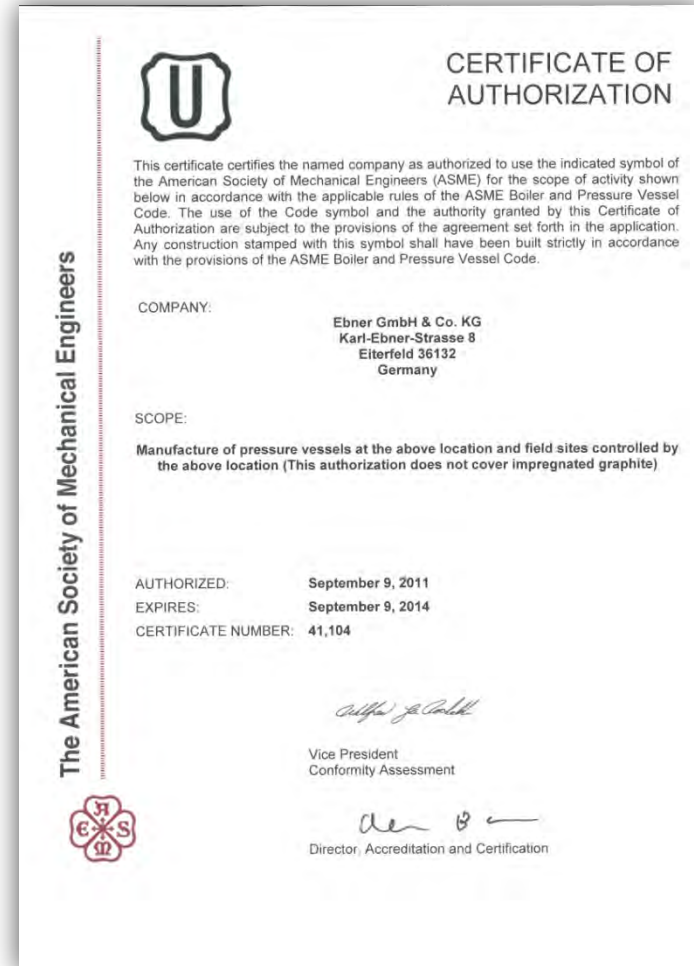 U
CERTIFICATE OF
AUTHORIZATION
This certificate certifies the named company as authorized to use the indicated symbol of
the American Society of Mechanical Engineers (ASME) for the scope of activity shown
below in accordance with the applicable rules of the ASME Boiler and Pressure Vessel
Code. The use of the Code symbol and the authority granted by this Certificate of
Authorization are subject to the provisions of the agreement set forth in the application.
Any construction stamped with this symbol shall have been built strictly in accordance
with the provisions of the ASME Boiler and Pressure Vessel Code.
COMPANY:
Ebner GmbH & Co. KG
Karl-Ebner-Strasse 8
Eiterfeld 36132
Germany
SCOPE:
Manufacture of pressure vessels at the above location and field sites controlled by
the above location (This authorization does not cover impregnated graphite)
AUTHORIZED: September 9, 2011
EXPIRES: September 9, 2014
CERTIFICATE NUMBER: 41,104
Vice President
Conformity Assessment
Director, Accreditation and Certification
The American Society of Mechanical Engineers
A
S
M
E